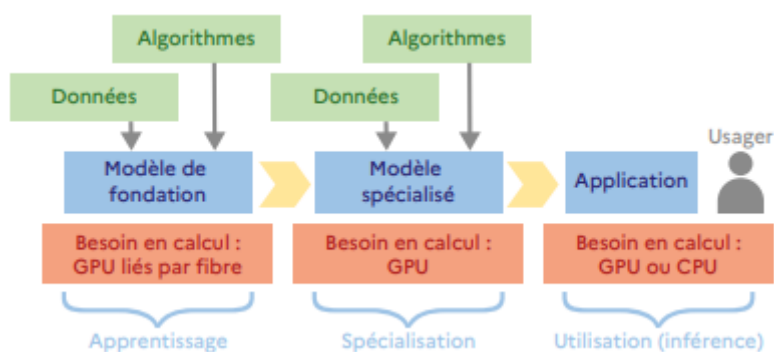 Algorithmes
Algorithmes
Données
Données
Usager
Modèle de
fondation
Modèle
spécialisé
Application
Besoin en calcul :
GPU liés par fibre
Besoin en calcul :
GPU
Besoin en calcul :
GPU ou CPU
Apprentissage
Spécialisation
Utilisation (inférence)